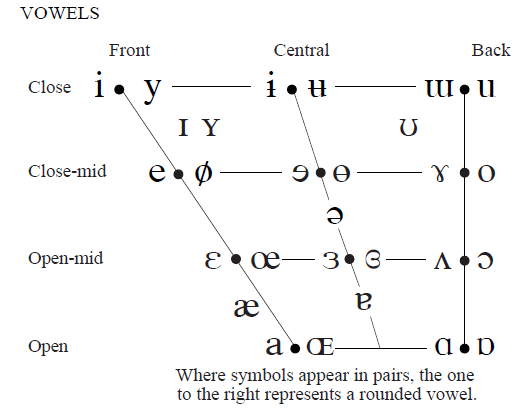 VOWELS
Front Central Back
Close i y ɨ ʉ ɯ u
ɪ ʏ ʊ
Close-mid e ø ɘ ɵ ɤ o
ə
Open-mid ɛ œ ɜ ɞ ʌ ɔ
æ ɐ
Open a ɶ ɑ ɒ
Where symbols appear in pairs, the one
to the right represents a rounded vowel.